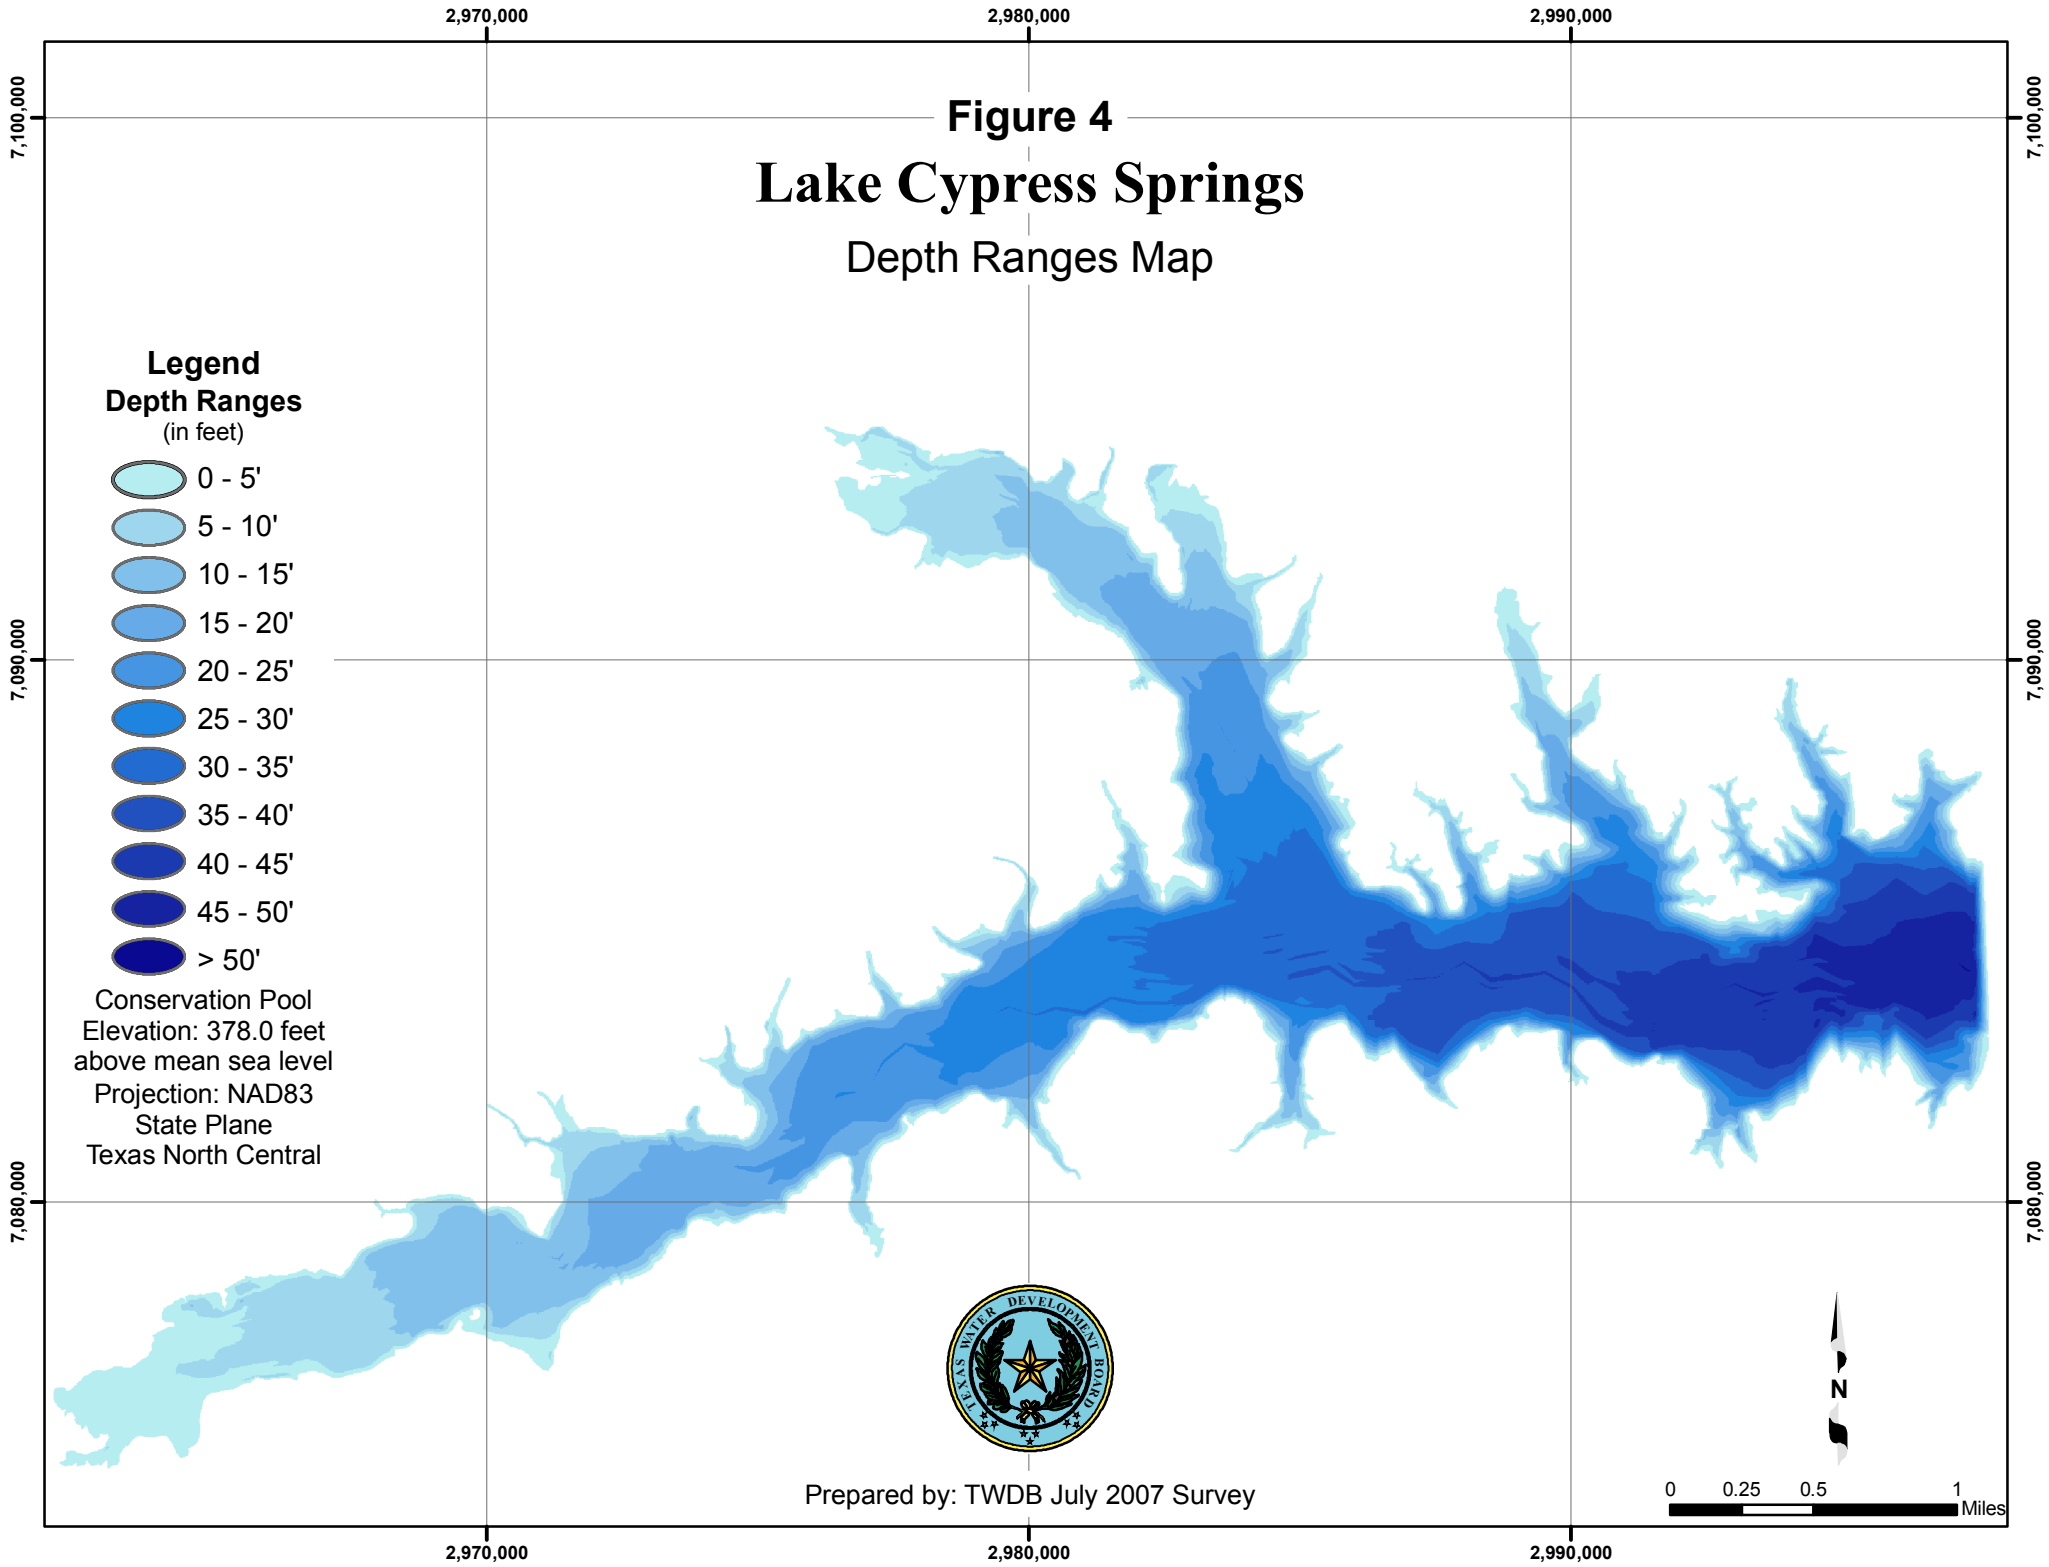 2,970,000 2,980,000 2,990,000
7,100,000 7,100,000
Figure 4
Lake Cypress Springs
Depth Ranges Map
Legend
Depth Ranges
(in feet)
0 - 5'
5 - 10'
10 - 15'
15 - 20'
20 - 25'
25 - 30'
30 - 35'
35 - 40'
40 - 45'
45 - 50'
> 50'
7,090,000 7,090,000
Conservation Pool
Elevation: 378.0 feet
above mean sea level
Projection: NAD83
State Plane
Texas North Central
7,080,000 7,080,000
TEXAS WATER DEVELOPMENT BOARD
N
Prepared by: TWDB July 2007 Survey
0 0.25 0.5 1
Miles
2,970,000 2,980,000 2,990,000